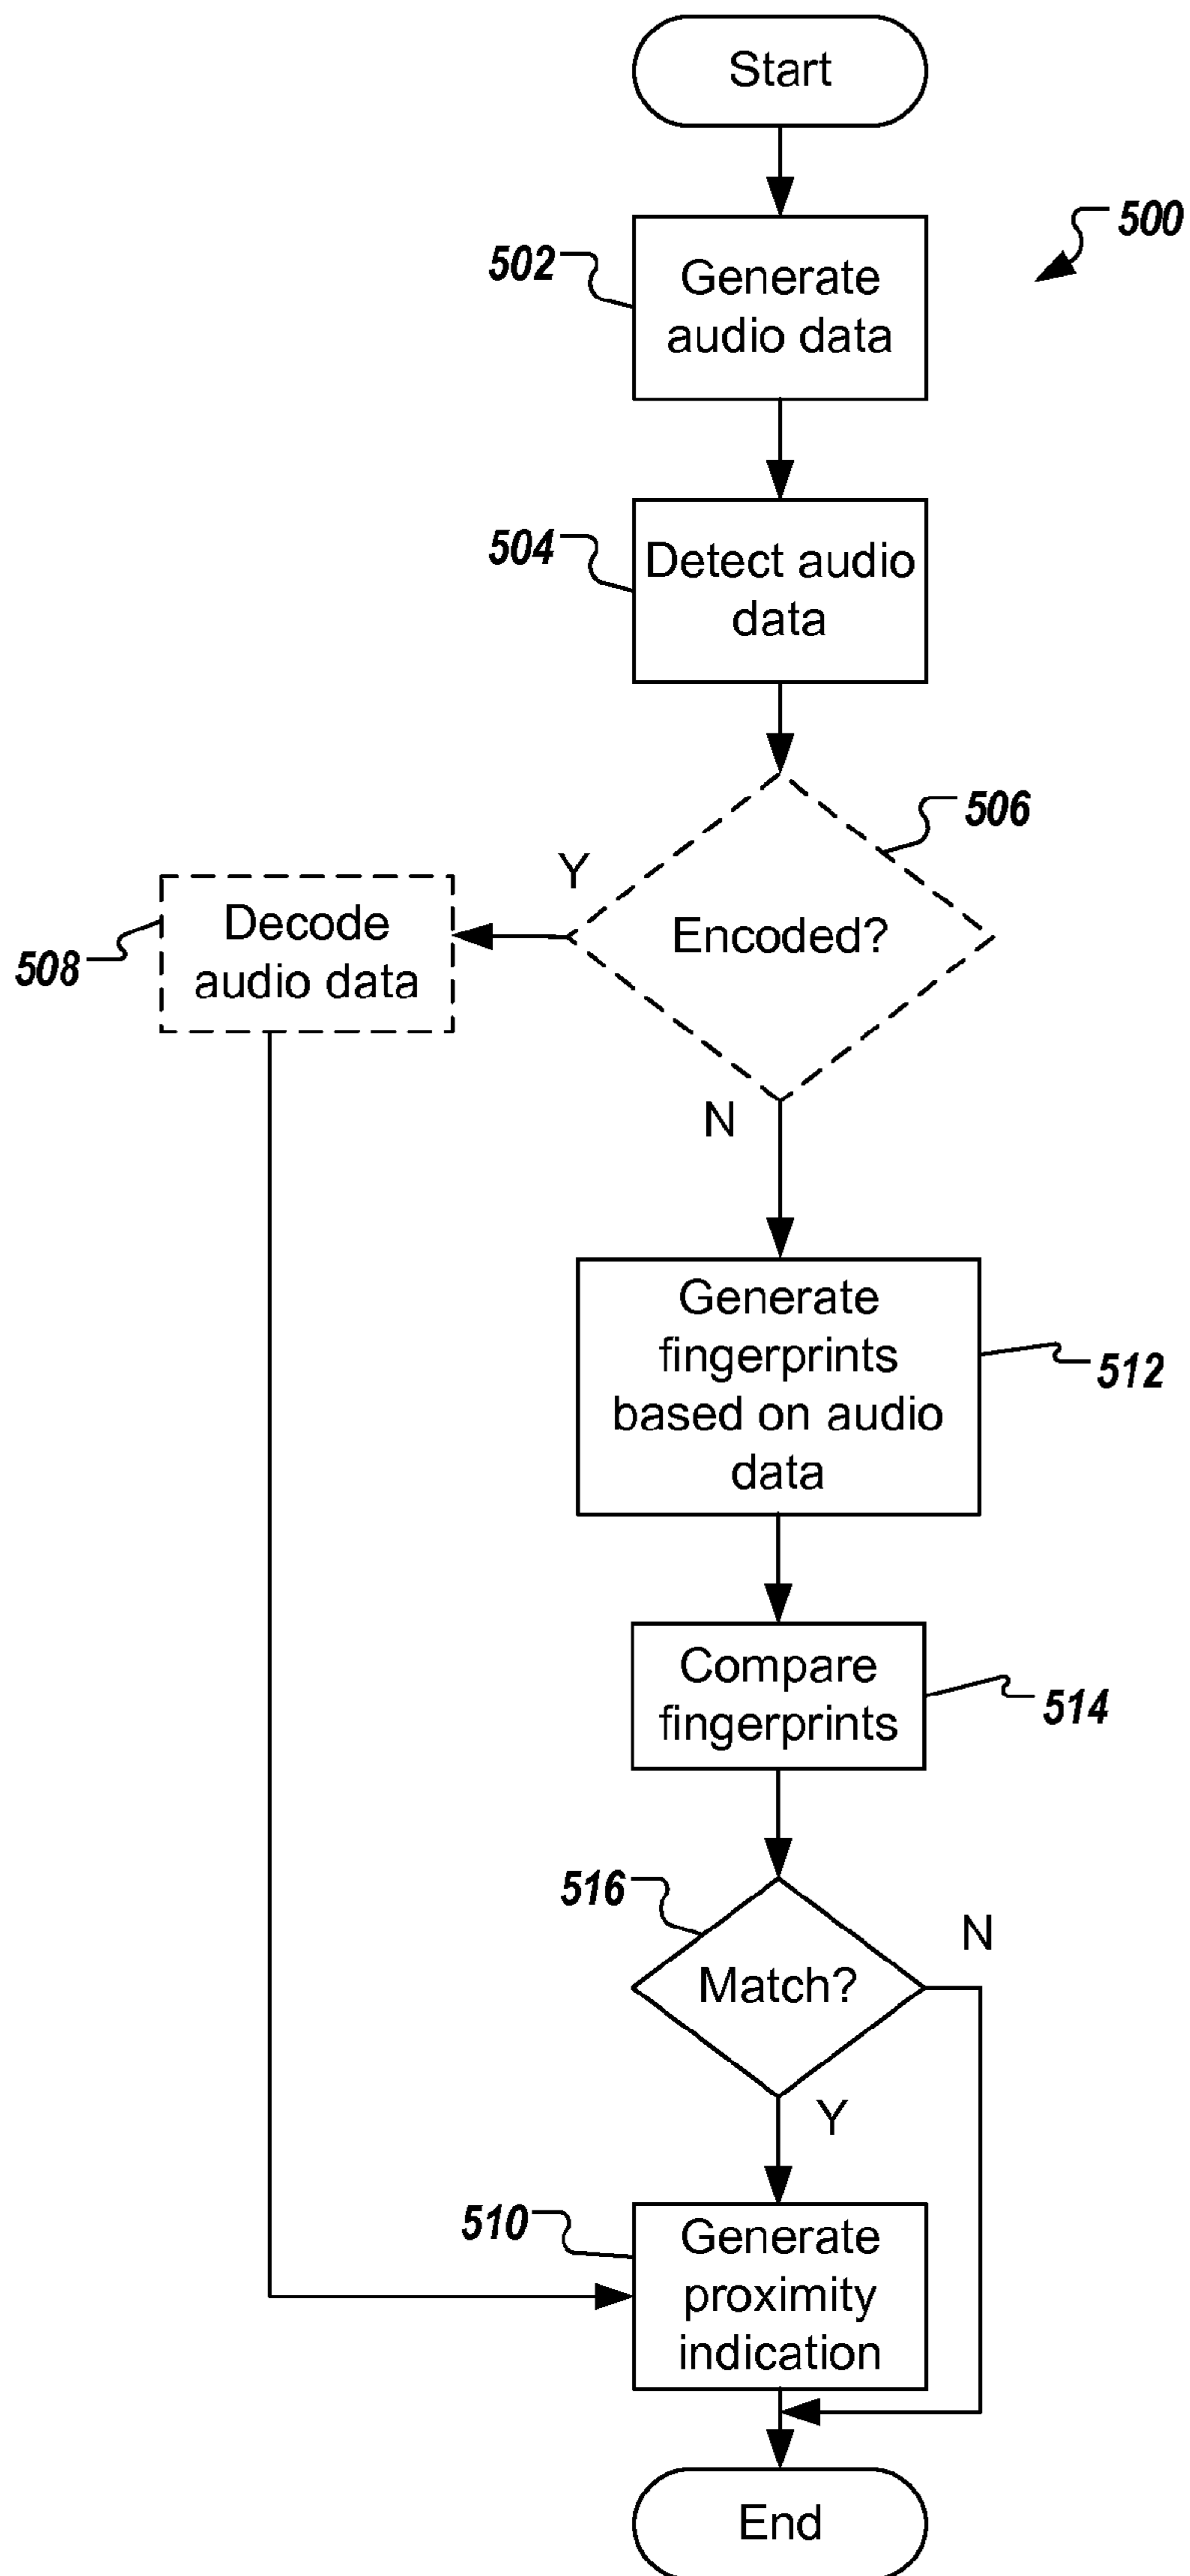 Start
500
502
Generate
audio data
504
Detect audio
data
506
Y
Encoded?
Decode
audio data
508
N
Generate
fingerprints
based on audio
data
512
Compare
fingerprints
514
516
N
Match?
Y
510
Generate
proximity
indication
End